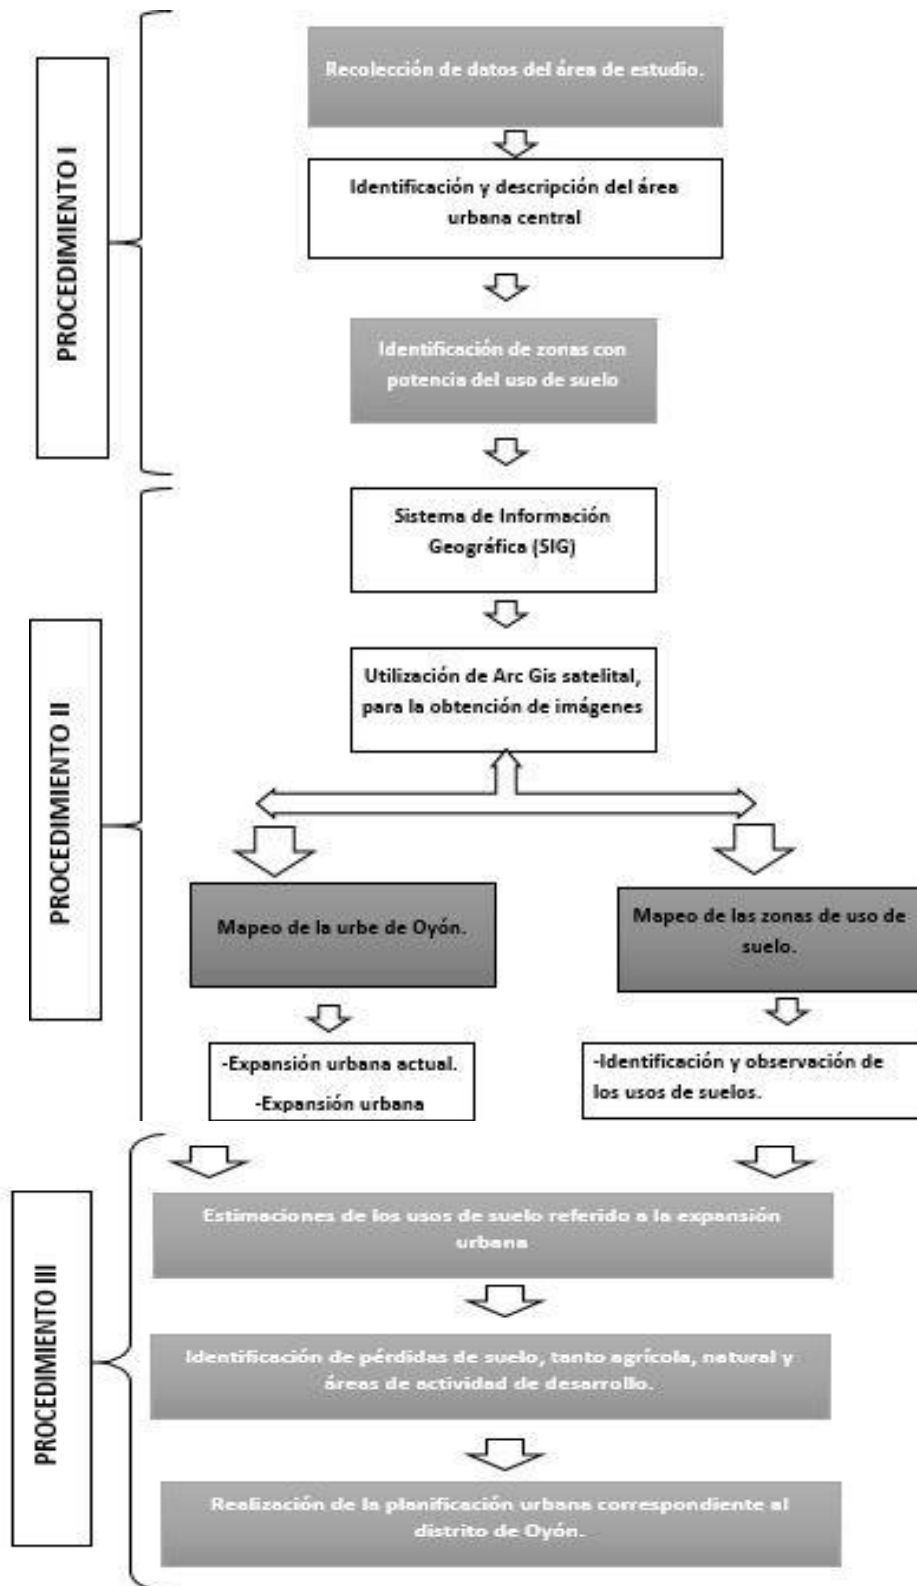 PROCEDIMIENTO I
Recolección de datos del área de estudio.
Identificación y descripción del área
urbana central
Identificación de zonas con
potencia del uso de suelo
PROCEDIMIENTO II
Sistema de Información
Geográfica (SIG)
Utilización de Arc Gis satelital,
para la obtención de imágenes
Mapeo de la urbe de Oyón.
Mapeo de las zonas de uso de
suelo.
-Expansión urbana actual.
-Expansión urbana
-Identificación y observación de
los usos de suelos.
PROCEDIMIENTO III
Estimaciones de los usos de suelo referido a la expansión
urbana
Identificación de pérdidas de suelo, tanto agrícola, natural y
áreas de actividad de desarrollo.
Realización de la planificación urbana correspondiente al
distrito de Oyón.